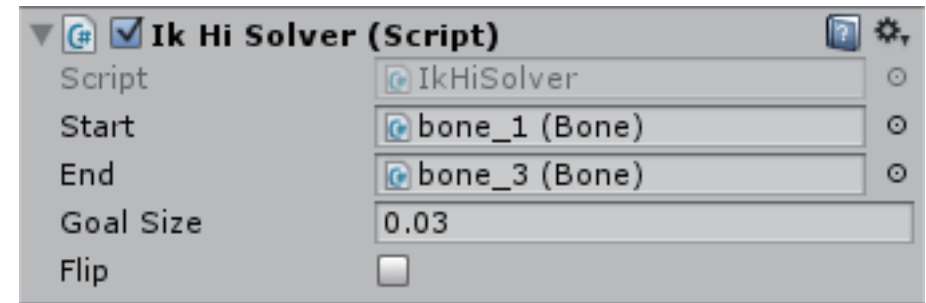 Ik Hi Solver (Script)
Script IkHiSolver
Start bone_1 (Bone)
End bone_3 (Bone)
Goal Size 0.03
Flip